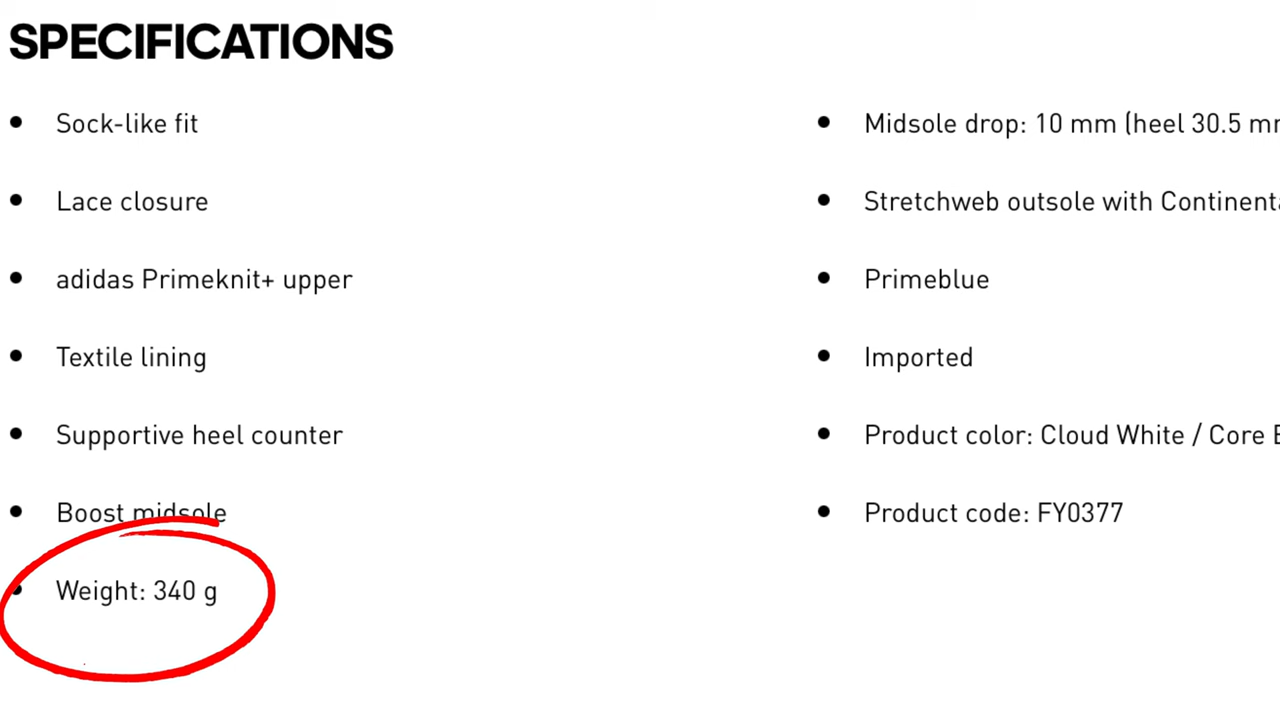 SPECIFICATIONS
Sock-like fit
Lace closure
adidas Primeknit+ upper
Textile lining
Supportive heel counter
Boost midsole
Weight: 340 g
Midsole drop: 10 mm (heel 30.5
Stretchweb outsole with
Primeblue
Imported
Product color: Cloud White / Core
Product code: FY0377